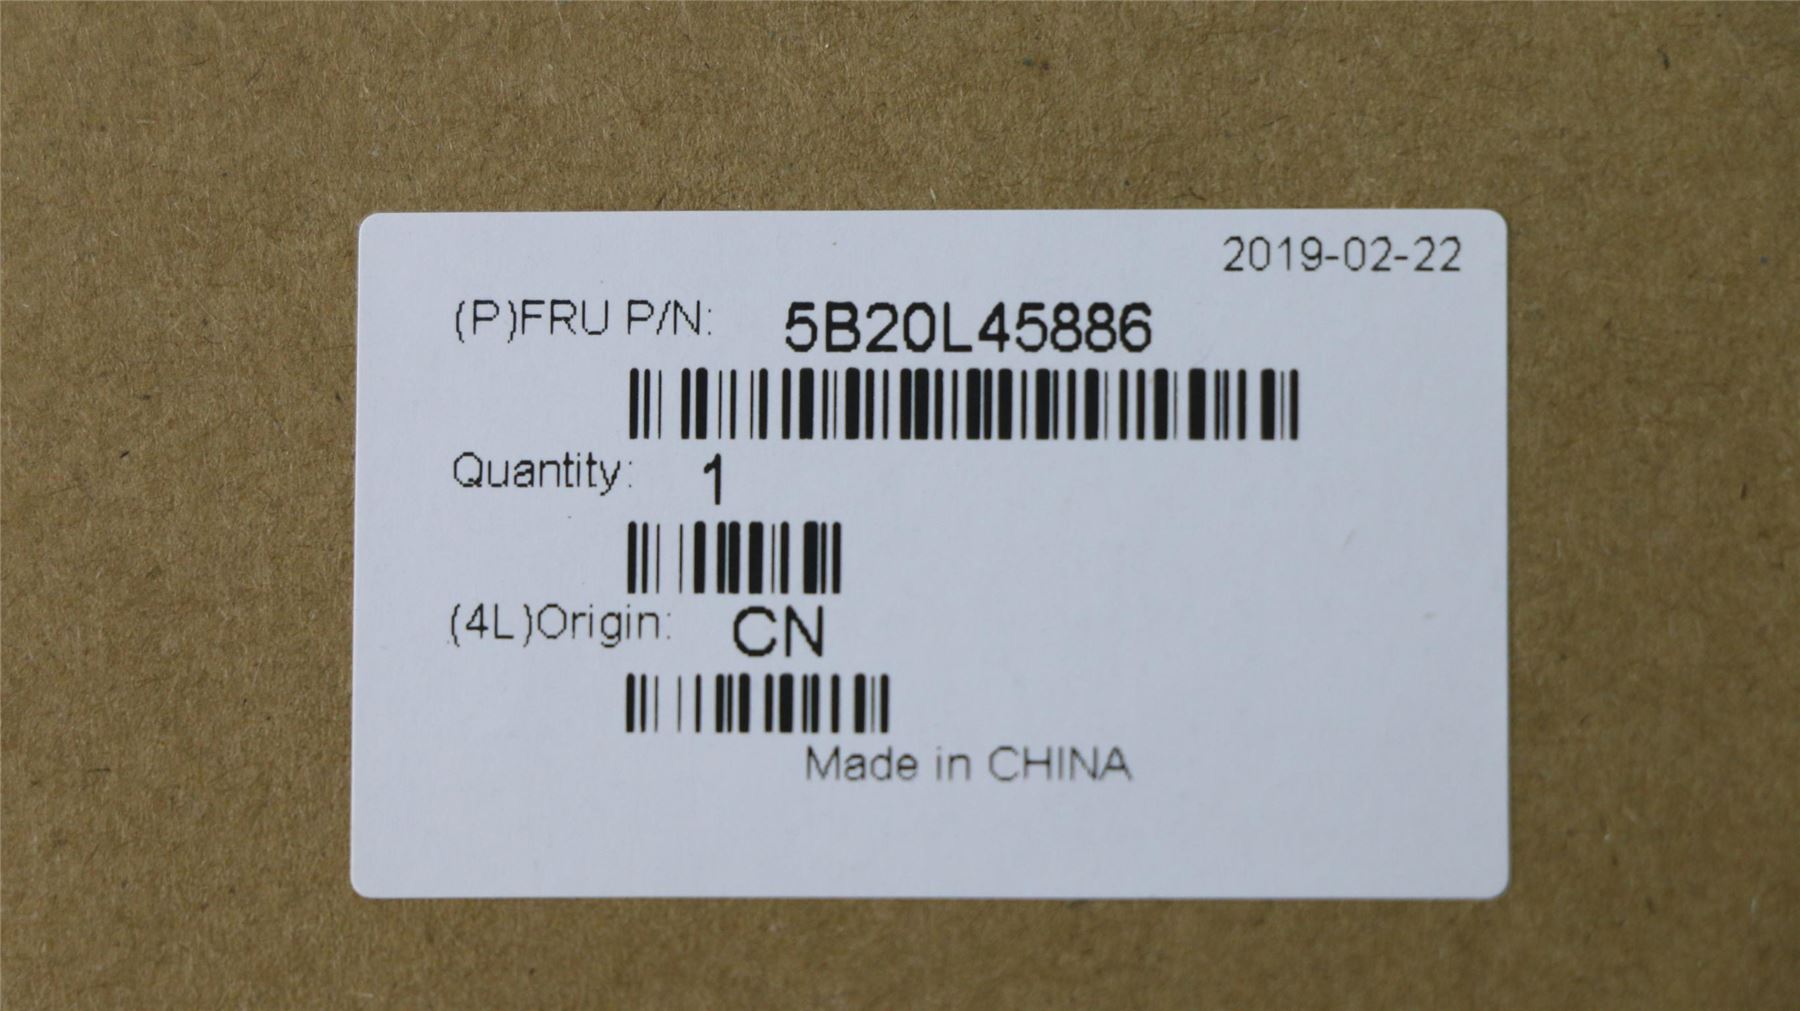 2019-02-22
(P)FRU P/N: 5B20L45886
Quantity: 1
(4L)Origin: CN
Made in CHINA